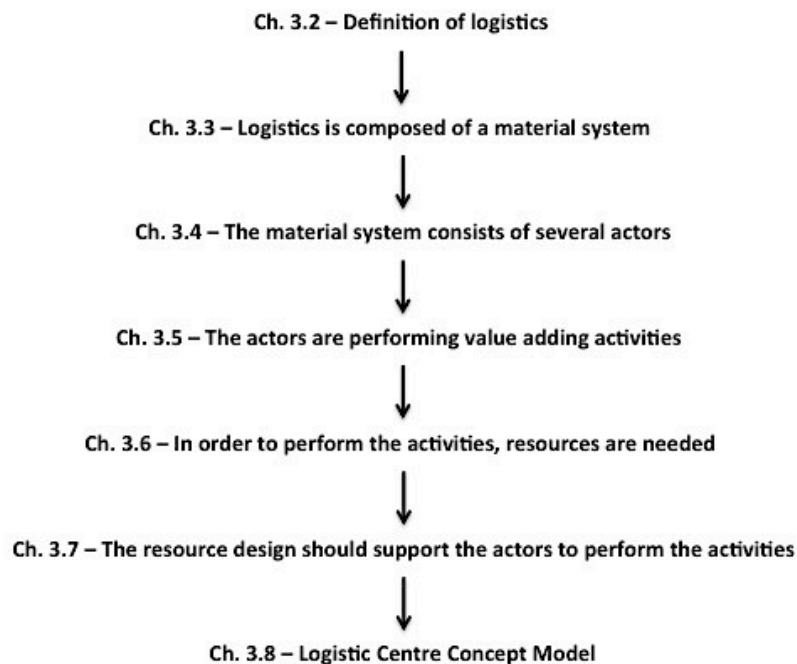 Ch. 3.2 – Definition of logistics
Ch. 3.3 – Logistics is composed of a material system
Ch. 3.4 – The material system consists of several actors
Ch. 3.5 – The actors are performing value adding activities
Ch. 3.6 – In order to perform the activities, resources are needed
Ch. 3.7 – The resource design should support the actors to perform the activities
Ch. 3.8 – Logistic Centre Concept Model